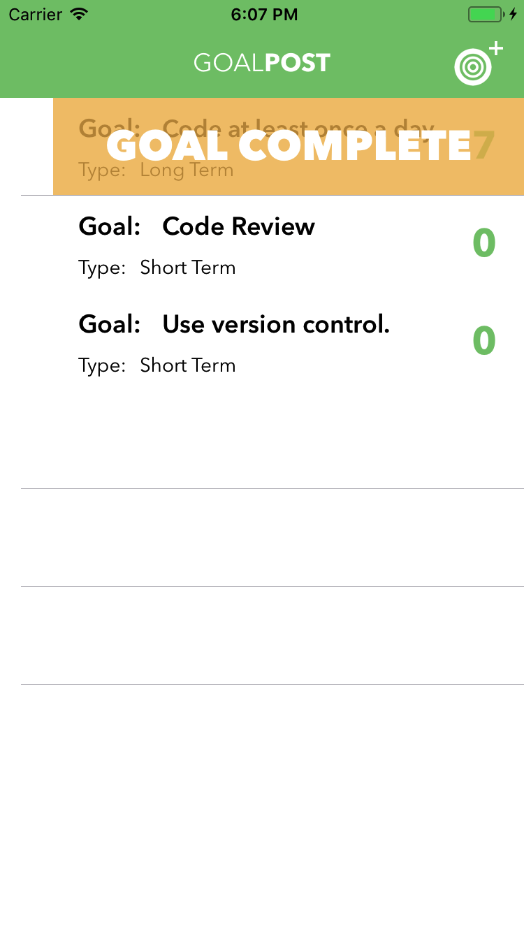 Carrier 6:07 PM
GOALPOST
Goal: Code at least once a day
GOAL COMPLETE 7
Type: Long Term
Goal: Code Review
0
Type: Short Term
Goal: Use version control.
0
Type: Short Term